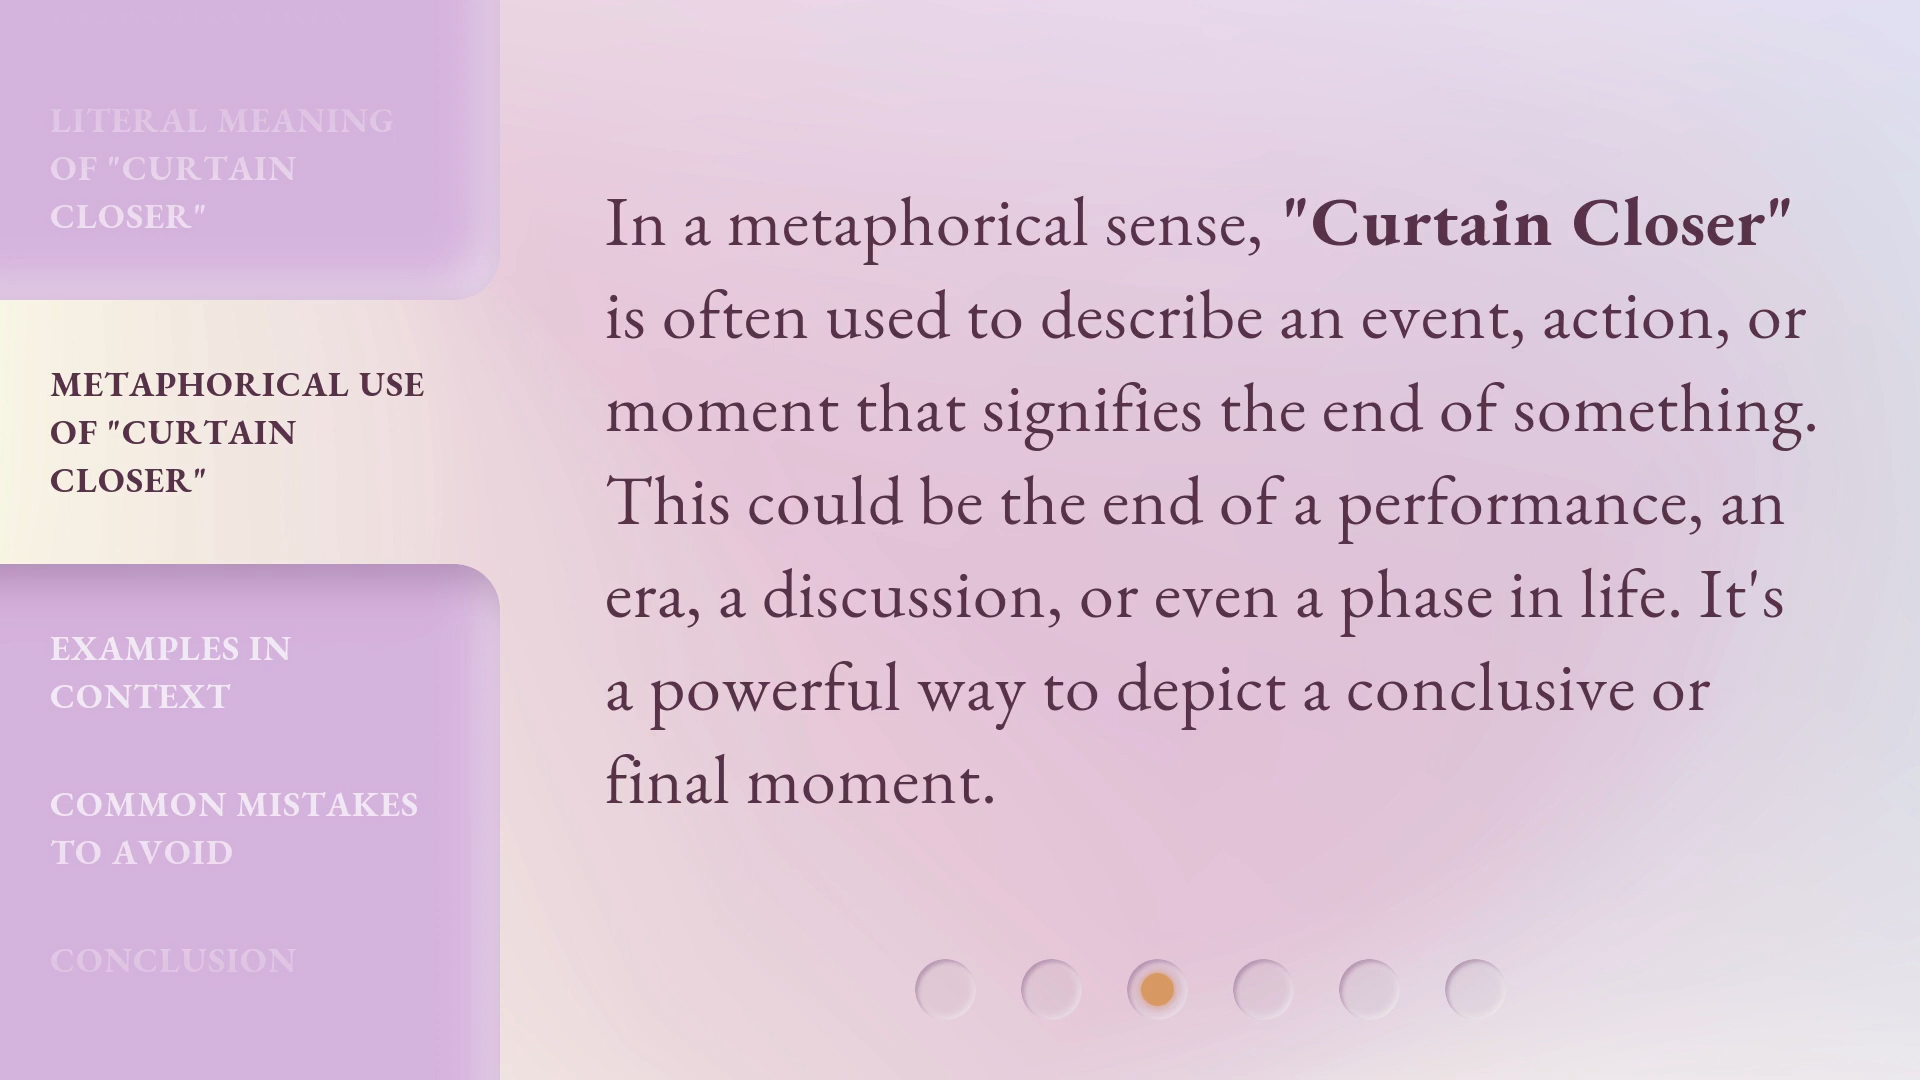 LITERAL MEANING
OF "CURTAIN
CLOSER"
METAPHORICAL USE
OF "CURTAIN
CLOSER"
EXAMPLES IN
CONTEXT
COMMON MISTAKES
TO AVOID
CONCLUSION
In a metaphorical sense, "Curtain Closer"
is often used to describe an event, action, or
moment that signifies the end of something.
This could be the end of a performance, an
era, a discussion, or even a phase in life. It's
a powerful way to depict a conclusive or
final moment.